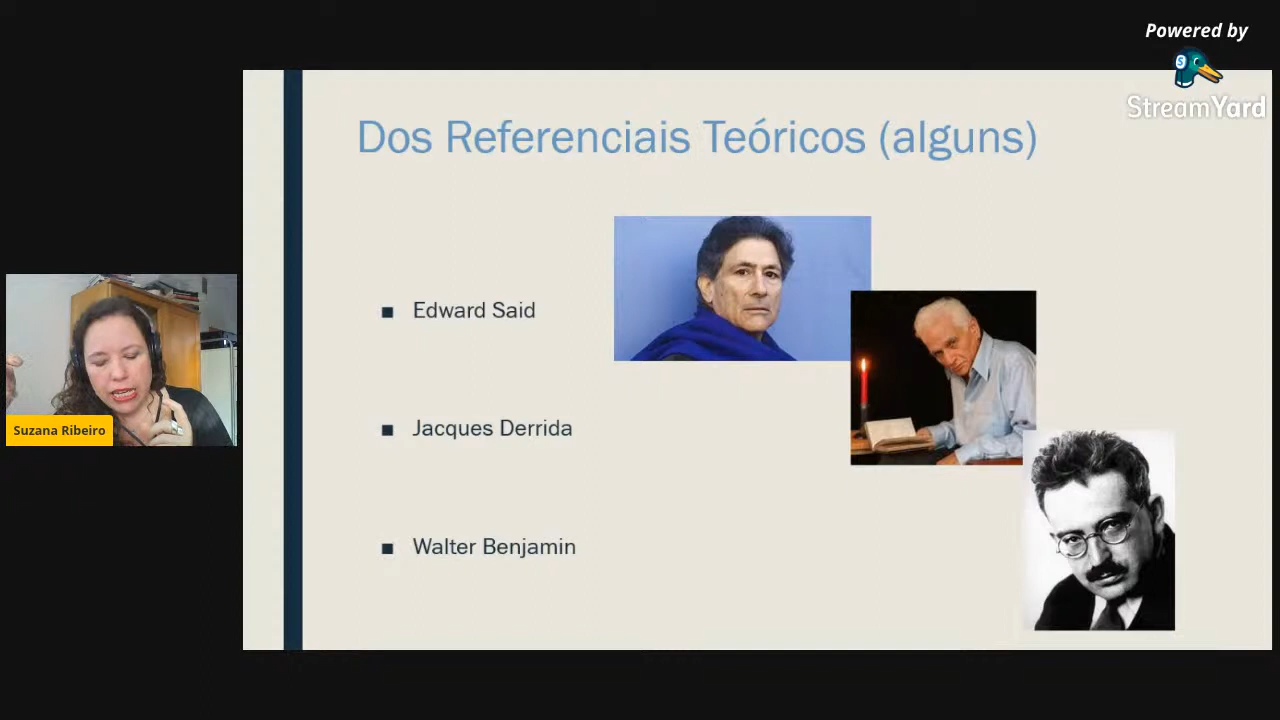 Powered by
StreamYard
Dos Referenciais Teóricos (alguns)
Edward Said
Jacques Derrida
Walter Benjamin
Suzana Ribeiro